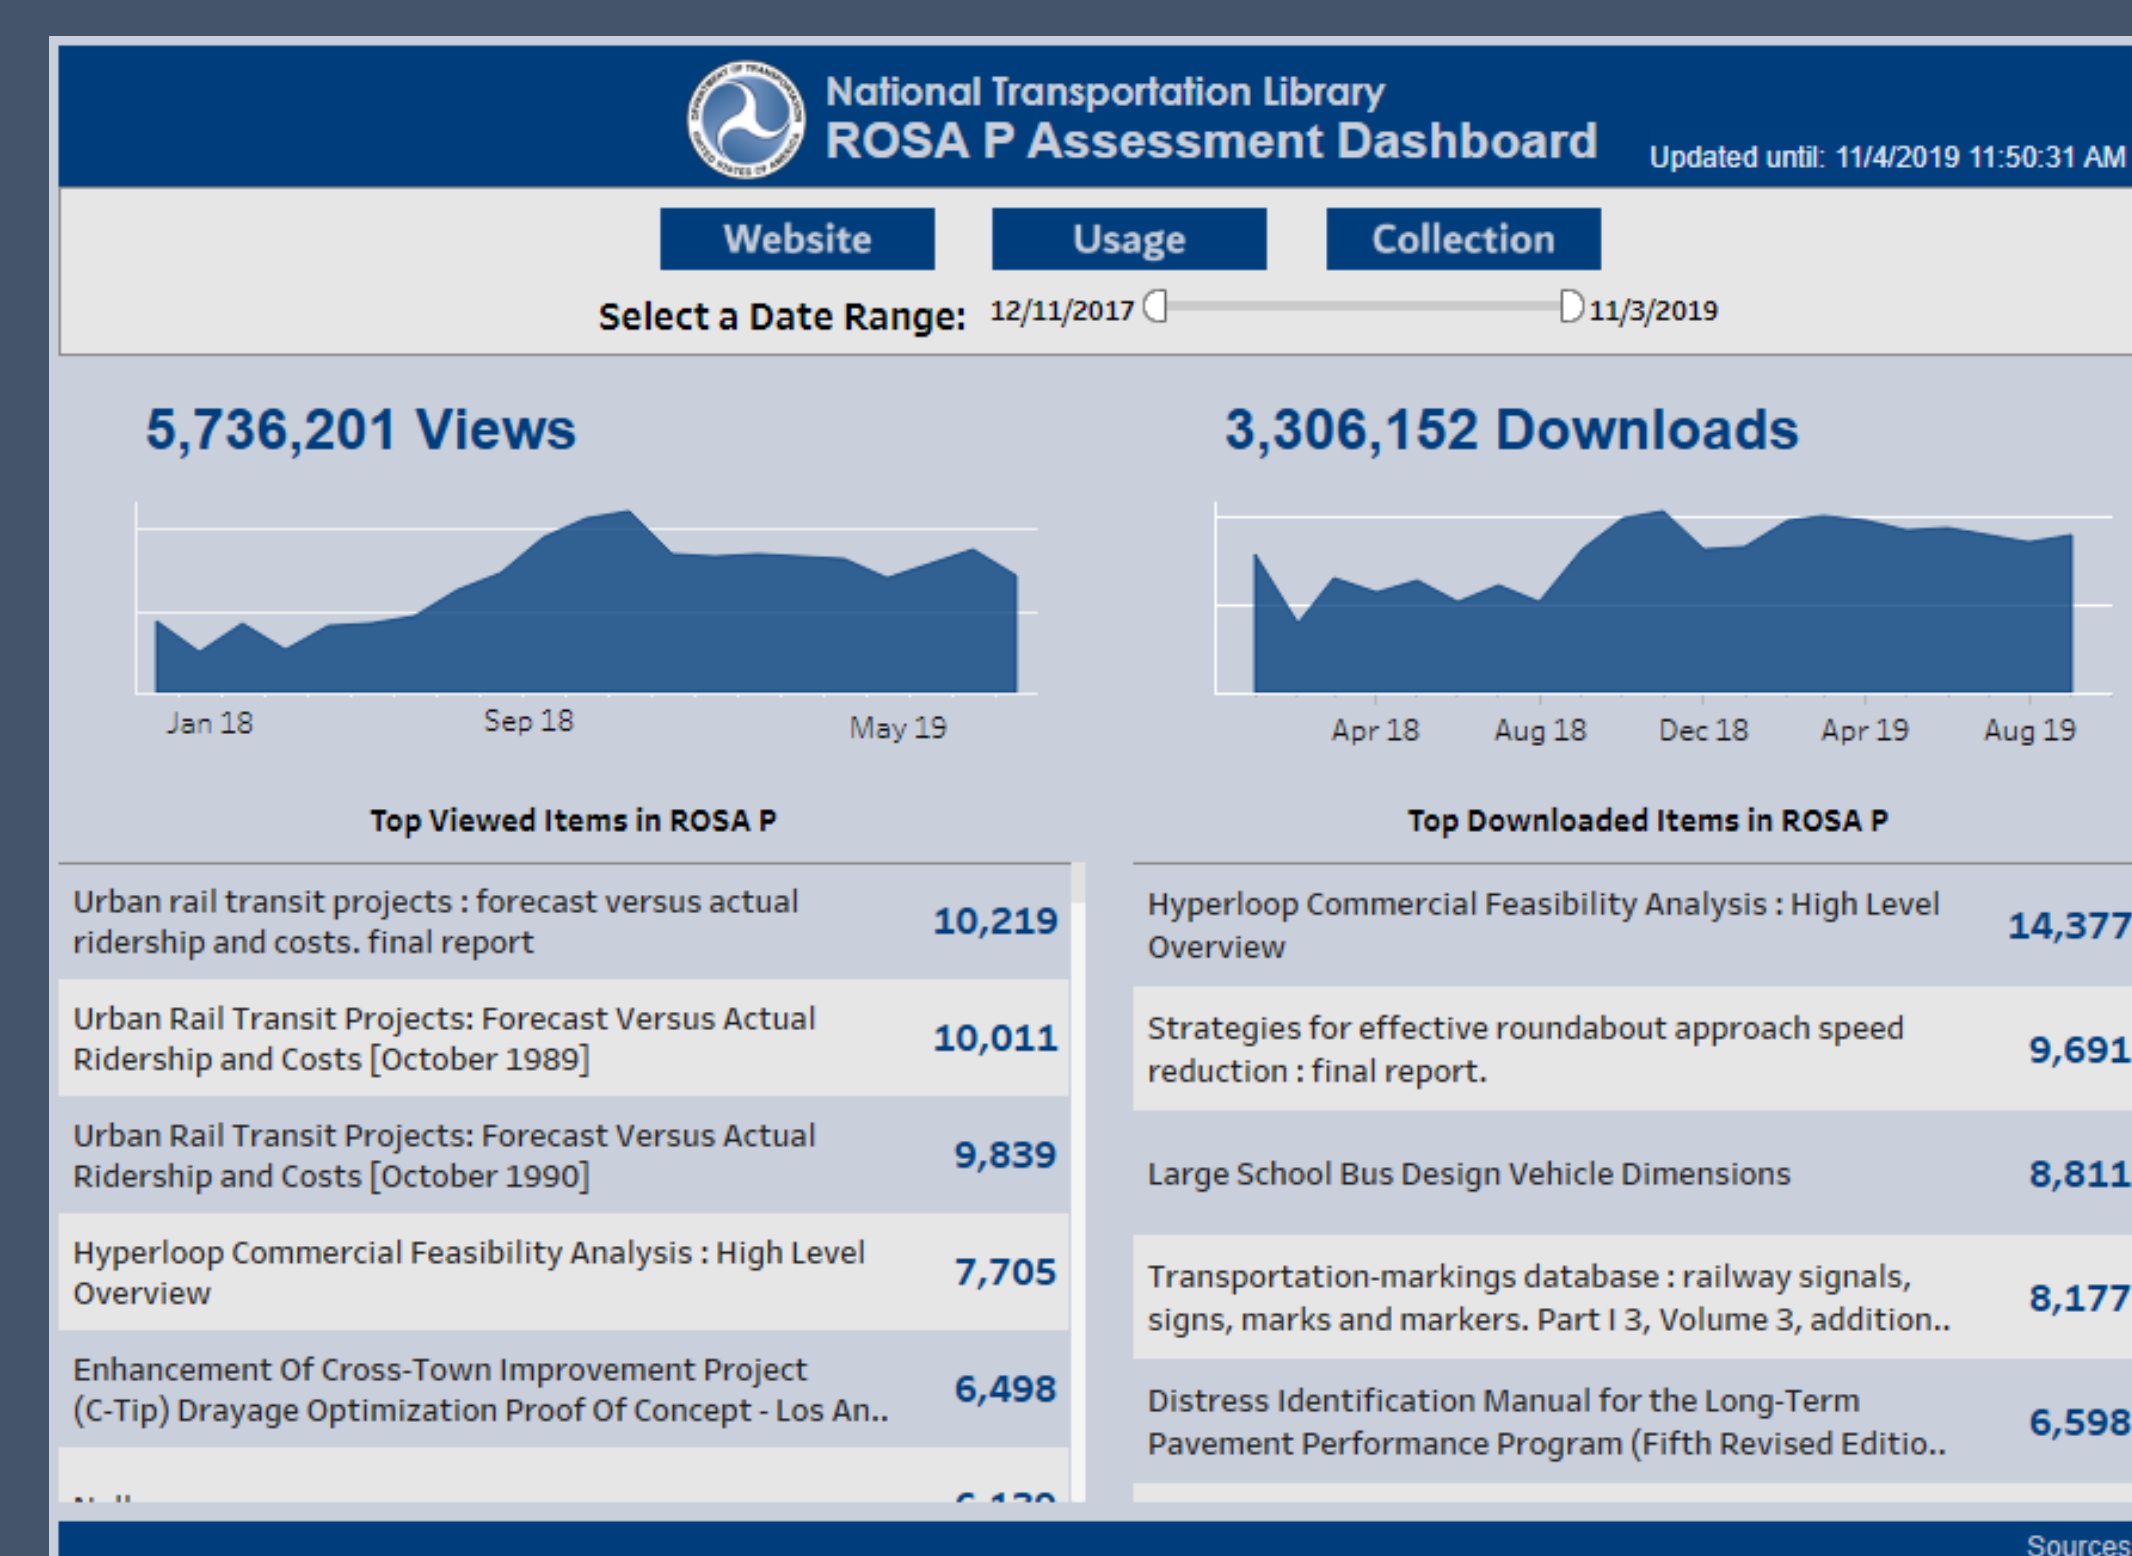 National Transportation Library
ROSA P Assessment Dashboard
Updated until: 11/4/2019 11:50:31 AM
Website
Usage
Collection
Select a Date Range:
12/11/2017
11/3/2019
5,736,201 Views
Jan 18
Sep 18
May 19
3,306,152 Downloads
Apr 18
Aug 18
Dec 18
Apr 19
Aug 19
Top Viewed Items in ROSA P
Urban rail transit projects : forecast versus actual
ridership and costs. final report
10,219
Urban Rail Transit Projects: Forecast Versus Actual
Ridership and Costs [October 1989]
10,011
Urban Rail Transit Projects: Forecast Versus Actual
Ridership and Costs [October 1990]
9,839
Hyperloop Commercial Feasibility Analysis : High Level
Overview
7,705
Enhancement Of Cross-Town Improvement Project
(C-Tip) Drayage Optimization Proof Of Concept - Los An..
6,498
Top Downloaded Items in ROSA P
Hyperloop Commercial Feasibility Analysis : High Level
Overview
14,377
Strategies for effective roundabout approach speed
reduction : final report.
9,691
Large School Bus Design Vehicle Dimensions
8,811
Transportation-markings database : railway signals,
signs, marks and markers. Part I 3, Volume 3, addition..
8,177
Distress Identification Manual for the Long-Term
Pavement Performance Program (Fifth Revised Editio..
6,598
Sources